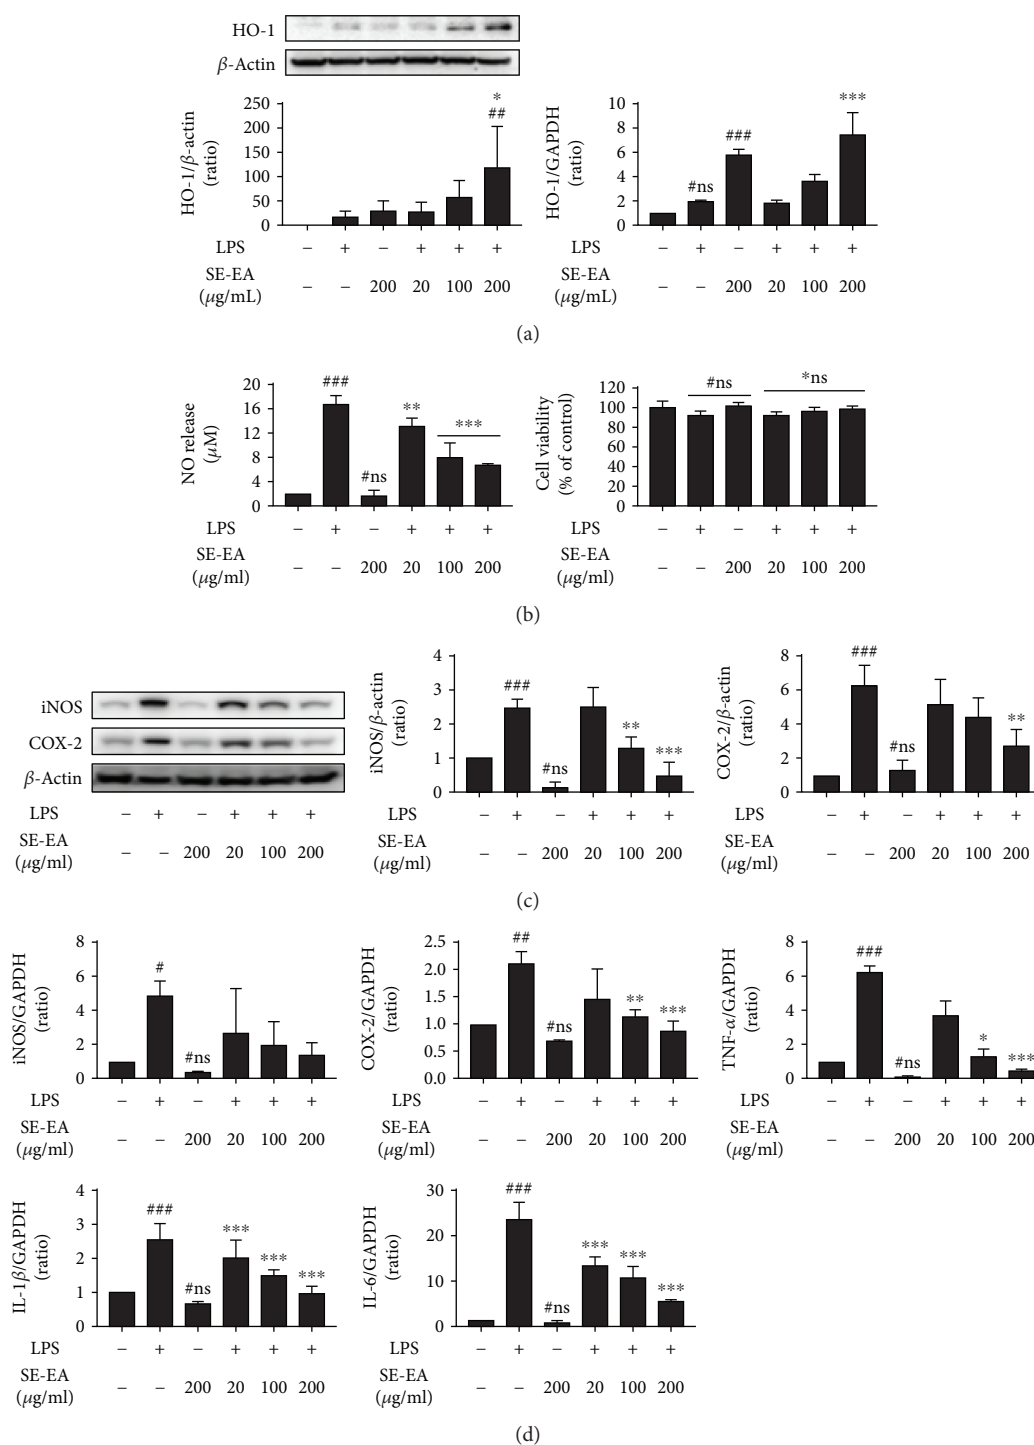 HO-1
β-Actin
HO-1/β-actin
(ratio)
250
200
150
100
50
0
*
##
LPS
– + – + + +
SE-EA
(μg/mL)
– – 200 20 100 200
HO-1/GAPDH
(ratio)
10
8
6
4
2
0
#ns
###
***
LPS
– + – + + +
SE-EA
(μg/mL)
– – 200 20 100 200
(a)
NO release
(μM)
20
16
12
8
4
0
###
#ns
**
***
LPS
– + – + + +
SE-EA
(μg/ml)
– – 200 20 100 200
Cell viability
(% of control)
120
100
80
60
40
20
0
#ns
*ns
LPS
– + – + + +
SE-EA
(μg/ml)
– – 200 20 100 200
(b)
iNOS
COX-2
β-Actin
LPS
– + – + + +
SE-EA
(μg/ml)
– – 200 20 100 200
iNOS/β-actin
(ratio)
4
3
2
1
0
###
#ns
**
***
LPS
– + – + + +
SE-EA
(μg/ml)
– – 200 20 100 200
COX-2/β-actin
(ratio)
8
6
4
2
0
###
#ns
**
LPS
– + – + + +
SE-EA
(μg/ml)
– – 200 20 100 200
(c)
iNOS/GAPDH
(ratio)
8
6
4
2
0
#
#ns
LPS
– + – + + +
SE-EA
(μg/ml)
– – 200 20 100 200
COX-2/GAPDH
(ratio)
2.5
2.0
1.5
1.0
0.5
0.0
##
#ns
**
***
LPS
– + – + + +
SE-EA
(μg/ml)
– – 200 20 100 200
TNF-α/GAPDH
(ratio)
8
6
4
2
0
###
#ns
*
***
LPS
– + – + + +
SE-EA
(μg/ml)
– – 200 20 100 200
IL-1β/GAPDH
(ratio)
4
3
2
1
0
###
#ns
***
***
***
LPS
– + – + + +
SE-EA
(μg/ml)
– – 200 20 100 200
IL-6/GAPDH
(ratio)
30
20
10
0
###
#ns
***
***
***
LPS
– + – + + +
SE-EA
(μg/ml)
– – 200 20 100 200
(d)